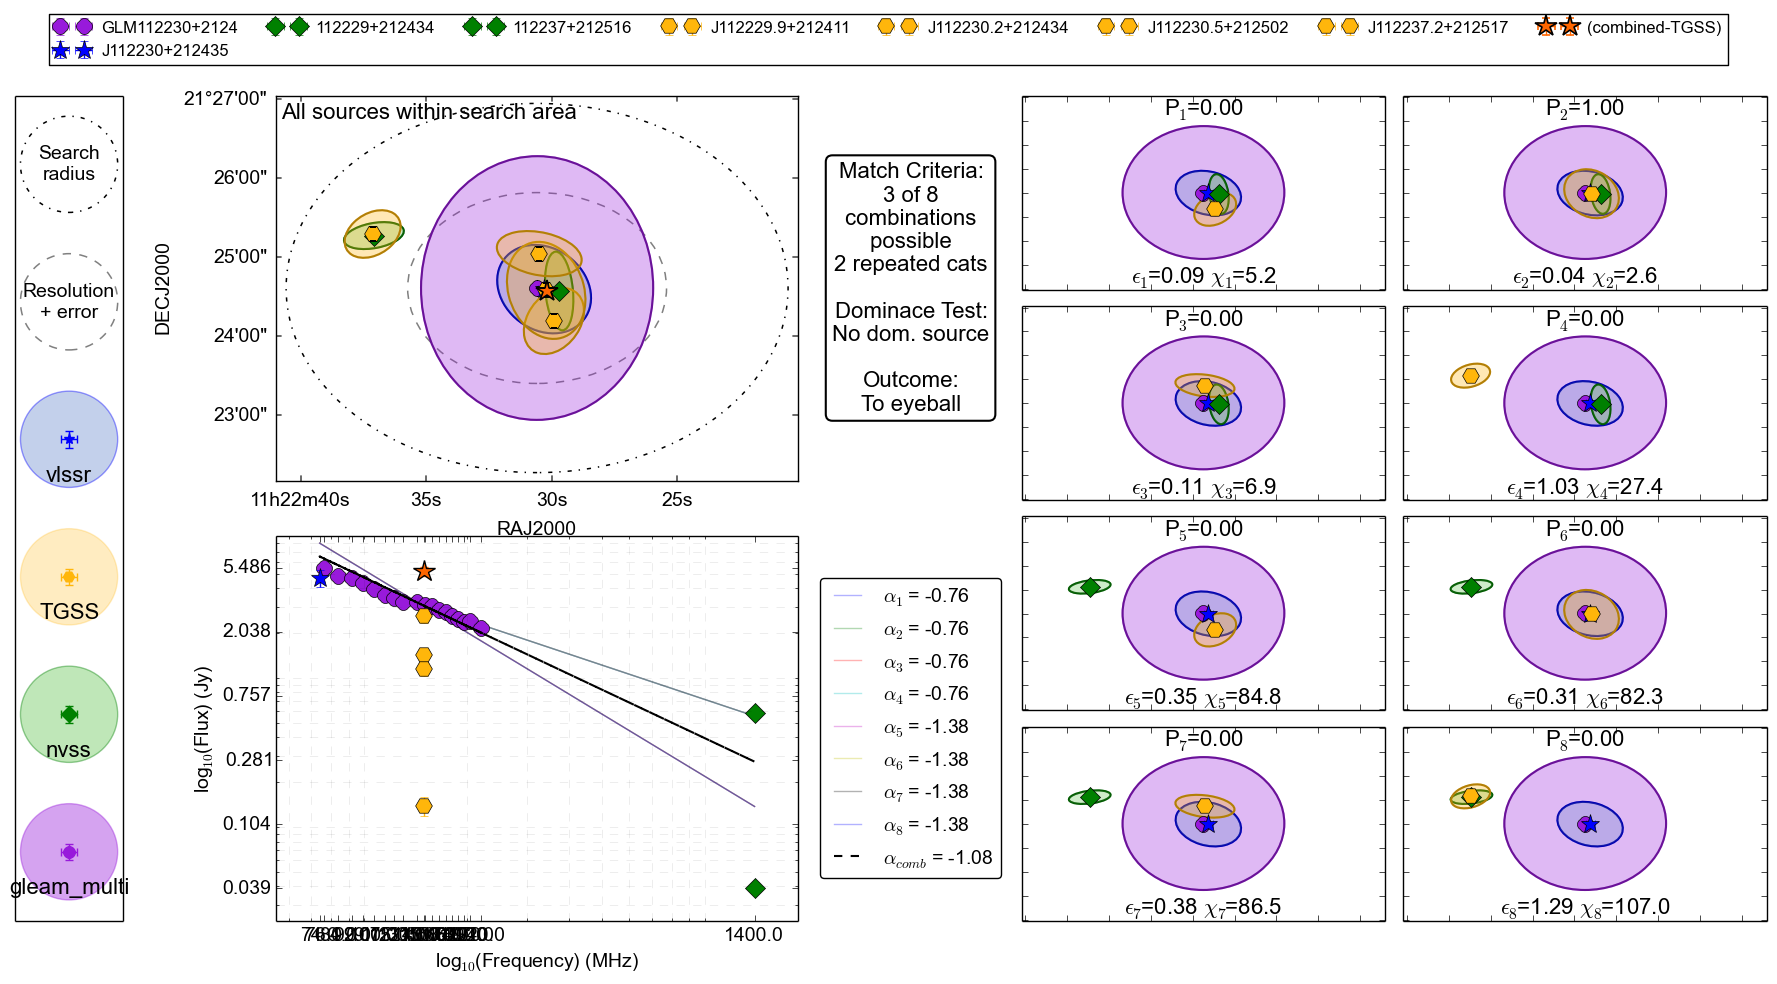 GLM112230+2124 112229+212434 112237+212516 J112229.9+212411 J112230.2+212434 J112230.5+212502 J112237.2+212517 (combined-TGSS)
J112230+212435
Search
radius
Resolution
+ error
vlssr
TGSS
nvss
gleam_multi
All sources within search area
21°27'00"
26'00"
25'00"
24'00"
23'00"
DECJ2000
11h22m40s 35s 30s 25s
RAJ2000
Match Criteria:
3 of 8
combinations
possible
2 repeated cats
Dominace Test:
No dom. source
Outcome:
To eyeball
5.486
2.038
0.757
0.281
0.104
0.039
log10(Flux) (Jy)
1400.0
log10(Frequency) (MHz)
α1 = -0.76
α2 = -0.76
α3 = -0.76
α4 = -0.76
α5 = -1.38
α6 = -1.38
α7 = -1.38
α8 = -1.38
αcomb = -1.08
P1=0.00
ϵ1=0.09 χ1=5.2
P2=1.00
ϵ2=0.04 χ2=2.6
P3=0.00
ϵ3=0.11 χ3=6.9
P4=0.00
ϵ4=1.03 χ4=27.4
P5=0.00
ϵ5=0.35 χ5=84.8
P6=0.00
ϵ6=0.31 χ6=82.3
P7=0.00
ϵ7=0.38 χ7=86.5
P8=0.00
ϵ8=1.29 χ8=107.0